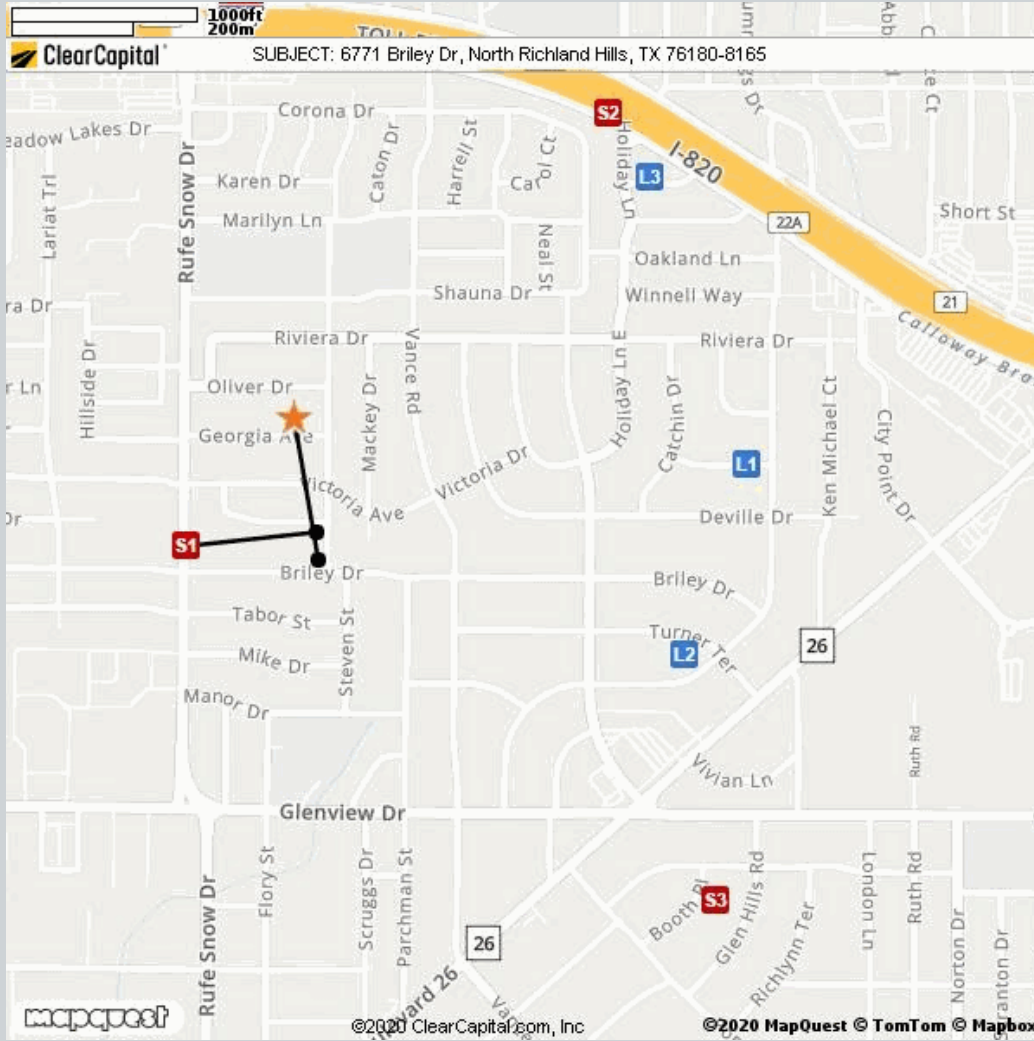 1000ft
200m
ClearCapital
SUBJECT: 6771 Briley Dr, North Richland Hills, TX 76180-8165
Corona Dr
S2
eadow Lakes Dr
Holiday Ln
I-820
L3
Karen Dr
Caton Dr
Harrell St
Lariat Trl
Rufe Snow Dr
Marilyn Ln
22A
Short St
Neal St
Oakland Ln
Shauna Dr
Winnell Way
21
ra Dr
Calloway Bra
Riviera Dr
Riviera Dr
Vance Rd
Hillside Dr
Oliver Dr
r Ln
Mackey Dr
Holiday Ln E
Catchin Dr
Ken Michael Ct
City Point Dr
Georgia Ave
L1
Victoria Dr
Victoria Ave
Dr
Deville Dr
S1
Briley Dr
Briley Dr
Tabor St
Steven St
Turner Ter
L2
26
Mike Dr
Manor Dr
Ruth Rd
Vivian Ln
Glenview Dr
Flory St
Scruggs Dr
Parchman St
Rufe Snow Dr
Booth Pl
S3
Glen Hills Rd
Richlynn Ter
London Ln
Ruth Rd
Norton Dr
26
mapquest
©2020 ClearCapital.com, Inc
©2020 MapQuest © TomTom © Mapbox